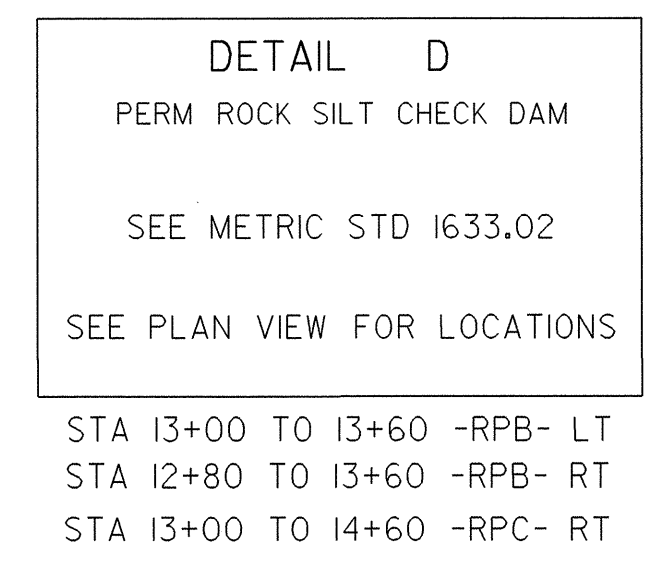 DETAIL D
PERM ROCK SILT CHECK DAM
SEE METRIC STD 1633.02
SEE PLAN VIEW FOR LOCATIONS
STA 13+00 TO 13+60 -RPB- LT
STA 12+80 TO 13+60 -RPB- RT
STA 13+00 TO 14+60 -RPC- RT